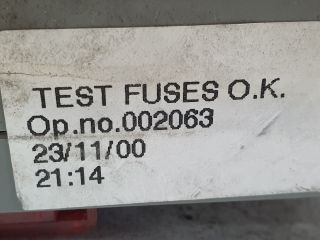 TEST FUSES O.K.
Op.no.002063
23/11/00
21:14